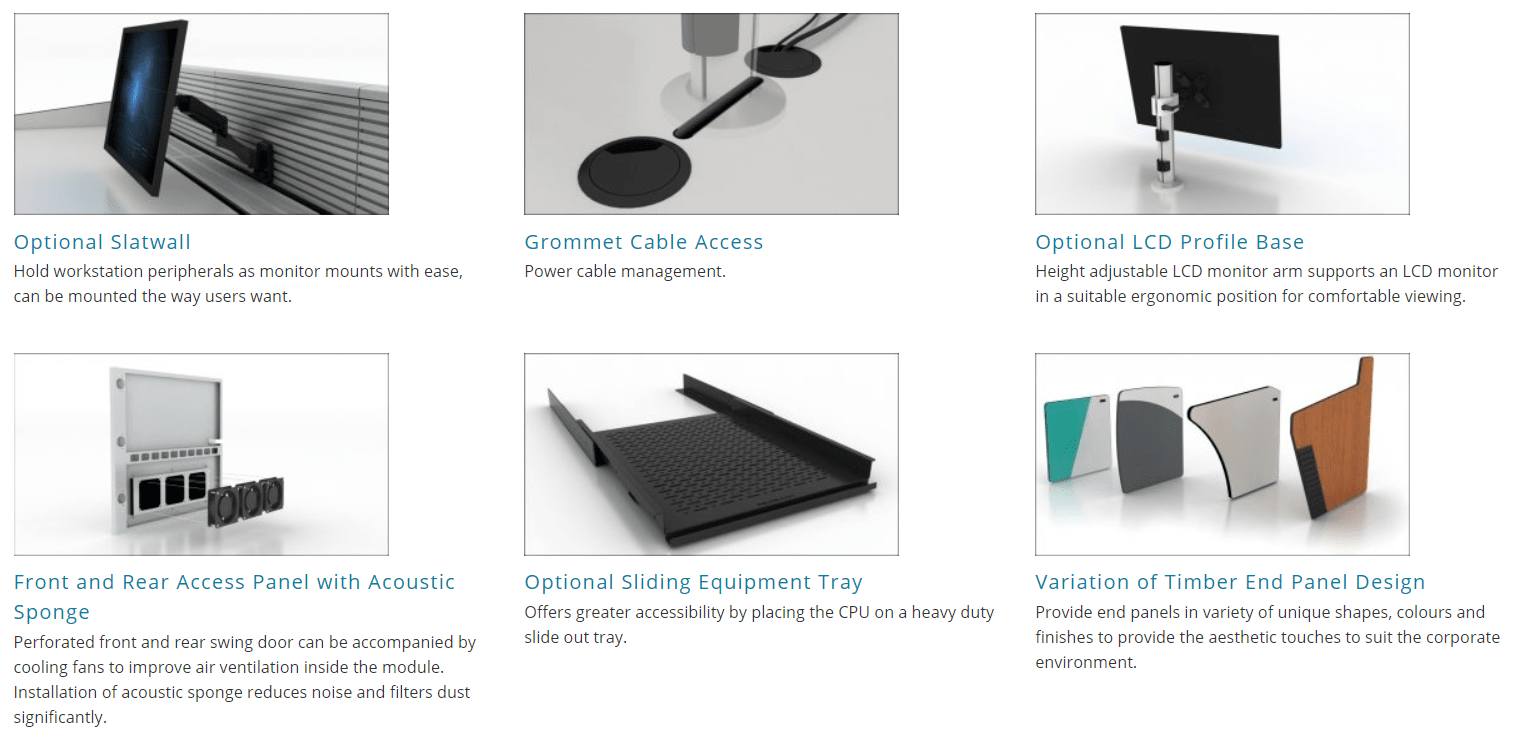 Optional Slatwall
Hold workstation peripherals as monitor mounts with ease,
can be mounted the way users want.
Grommet Cable Access
Power cable management.
Optional LCD Profile Base
Height adjustable LCD monitor arm supports an LCD monitor
in a suitable ergonomic position for comfortable viewing.
Front and Rear Access Panel with Acoustic
Sponge
Perforated front and rear swing door can be accompanied by
cooling fans to improve air ventilation inside the module.
Installation of acoustic sponge reduces noise and filters dust
significantly.
Optional Sliding Equipment Tray
Offers greater accessibility by placing the CPU on a heavy duty
slide out tray.
Variation of Timber End Panel Design
Provide end panels in variety of unique shapes, colours and
finishes to provide the aesthetic touches to suit the corporate
environment.